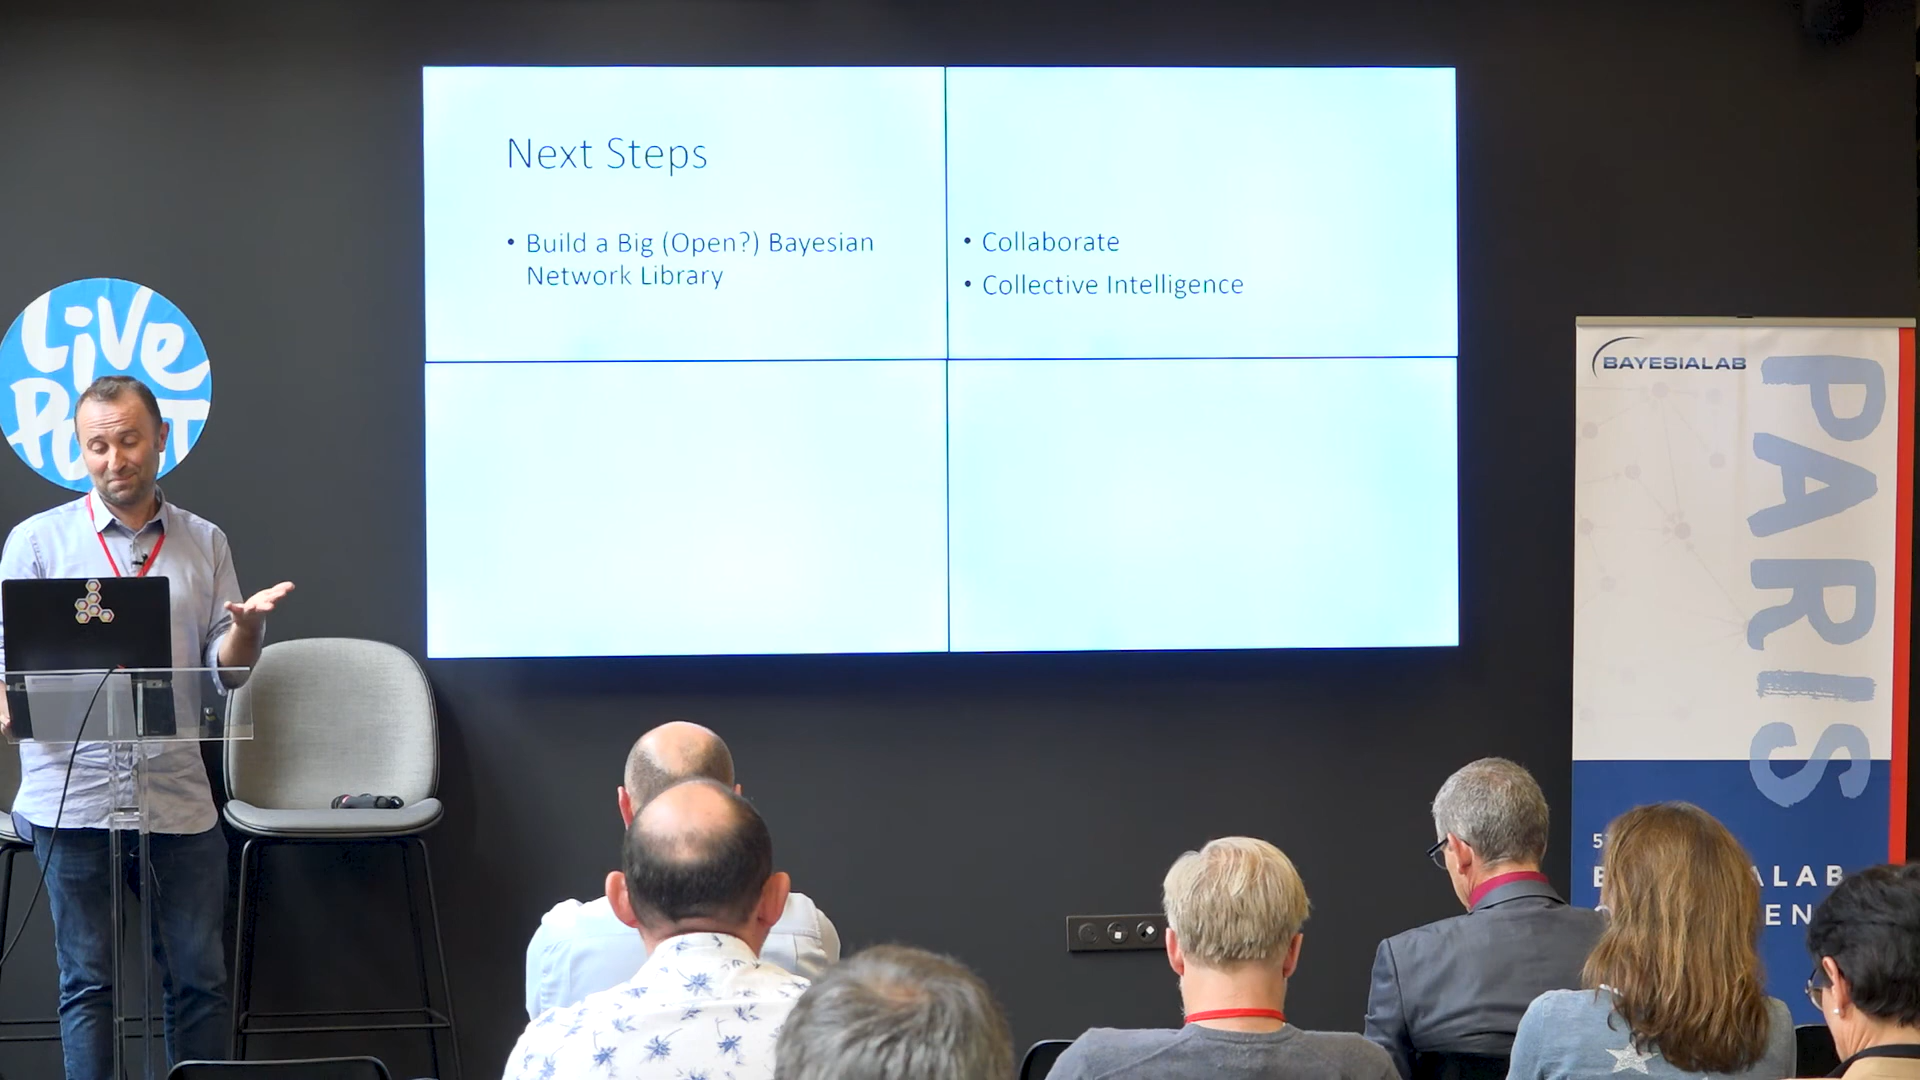 Next Steps
• Build a Big (Open?) Bayesian
Network Library
• Collaborate
• Collective Intelligence
LiVe
BAYESIALAB
PARIS